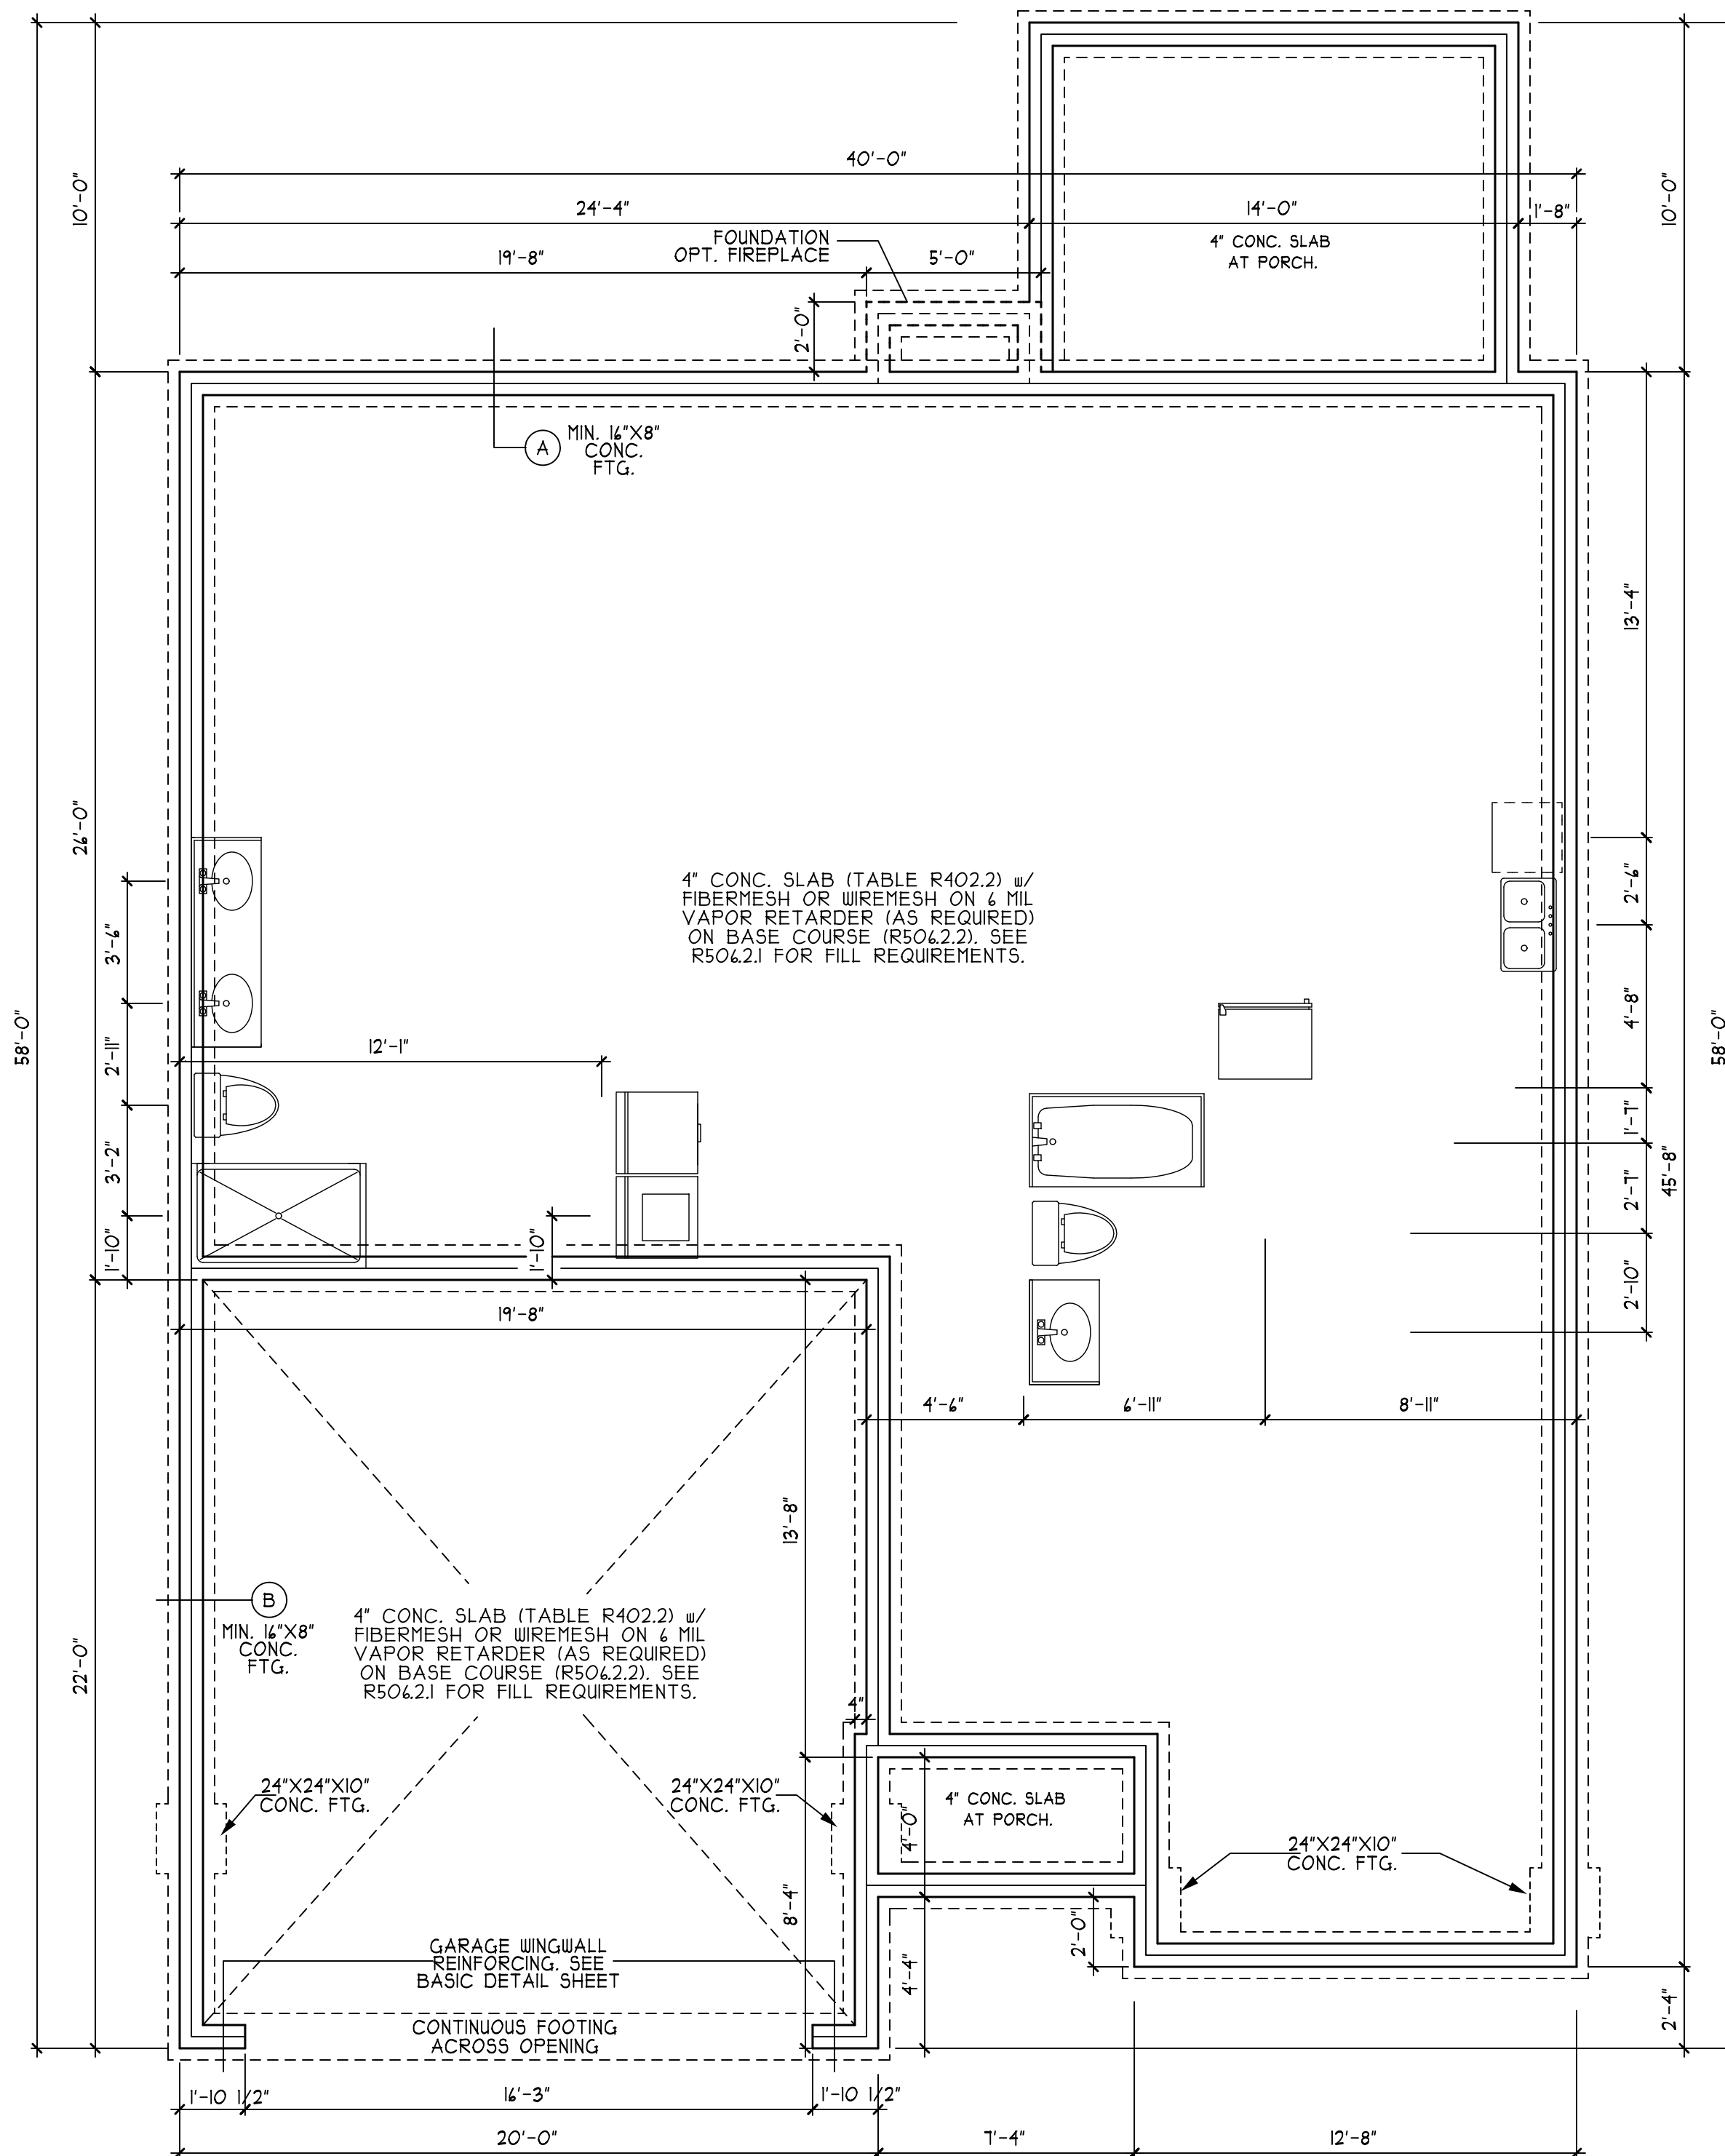 40'-0"
24'-4"
14'-0"
1'-8"
10'-0"
10'-0"
FOUNDATION
OPT. FIREPLACE
4" CONC. SLAB
AT PORCH.
19'-8"
5'-0"
2'-0"
A
MIN. 16"X8"
CONC.
FTG.
13'-4"
26'-0"
4" CONC. SLAB (TABLE R402.2) w/
FIBERMESH OR WIREMESH ON 6 MIL
VAPOR RETARDER (AS REQUIRED)
ON BASE COURSE (R506.2.2). SEE
R506.2.1 FOR FILL REQUIREMENTS.
2'-6"
3'-6"
4'-8"
58'-0"
58'-0"
2'-11"
12'-1"
1'-7"
3'-2"
2'-7"
45'-8"
1'-10"
1'-10"
2'-10"
19'-8"
4'-6"
6'-11"
8'-11"
13'-8"
B
MIN. 16"X8"
CONC.
FTG.
22'-0"
4" CONC. SLAB (TABLE R402.2) w/
FIBERMESH OR WIREMESH ON 6 MIL
VAPOR RETARDER (AS REQUIRED)
ON BASE COURSE (R506.2.2). SEE
R506.2.1 FOR FILL REQUIREMENTS.
4"
24"X24"X10"
CONC. FTG.
24"X24"X10"
CONC. FTG.
4" CONC. SLAB
AT PORCH.
4'-0"
24"X24"X10"
CONC. FTG.
8'-4"
2'-0"
GARAGE WINGWALL
REINFORCING. SEE
BASIC DETAIL SHEET
4'-4"
2'-4"
CONTINUOUS FOOTING
ACROSS OPENING
1'-10 1/2"
16'-3"
1'-10 1/2"
20'-0"
7'-4"
12'-8"